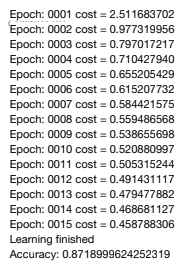 Epoch: 0001 cost = 2.511683702
Epoch: 0002 cost = 0.977319956
Epoch: 0003 cost = 0.797017217
Epoch: 0004 cost = 0.710427940
Epoch: 0005 cost = 0.655205429
Epoch: 0006 cost = 0.615207732
Epoch: 0007 cost = 0.584421575
Epoch: 0008 cost = 0.559486568
Epoch: 0009 cost = 0.538655698
Epoch: 0010 cost = 0.520880997
Epoch: 0011 cost = 0.505315244
Epoch: 0012 cost = 0.491431117
Epoch: 0013 cost = 0.479477882
Epoch: 0014 cost = 0.468681127
Epoch: 0015 cost = 0.458788306
Learning finished
Accuracy: 0.8718999624252319